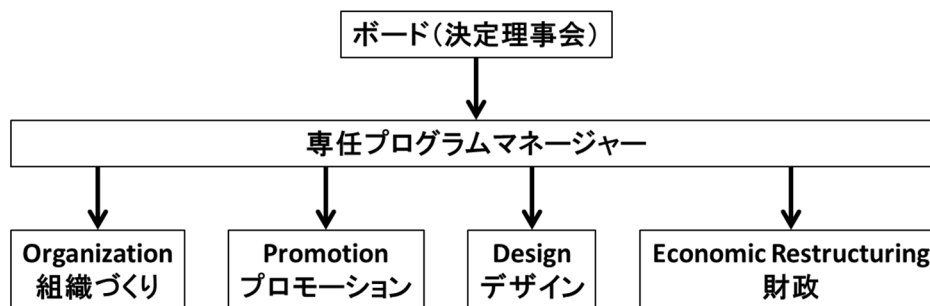 ボード（決定理事会）
専任プログラムマネージャー
Organization
組織づくり
Promotion
プロモーション
Design
デザイン
Economic Restructuring
財政